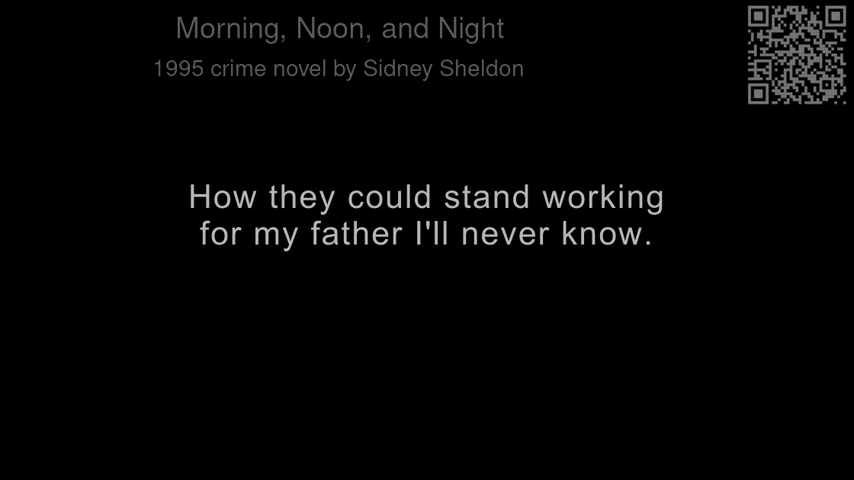 Morning, Noon, and Night
1995 crime novel by Sidney Sheldon
How they could stand working
for my father I'll never know.